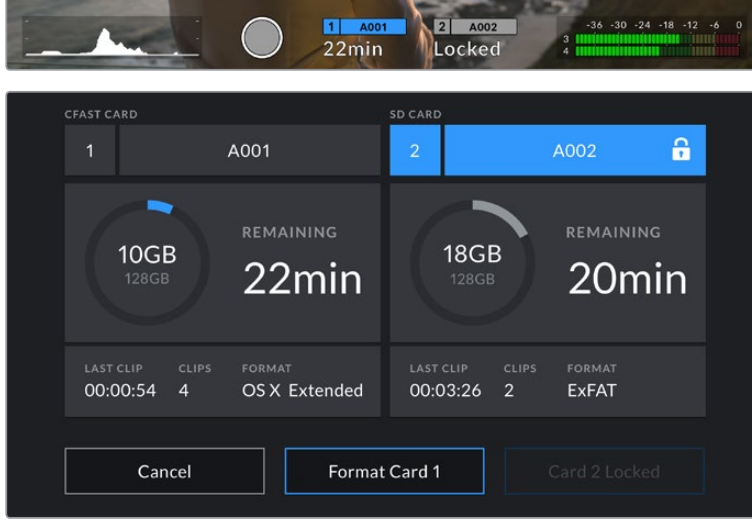 1 A001 2 A002 -36 -30 -24 -18 -12 -6 0
22min Locked 3
4
CFAST CARD SD CARD
1 A001 2 A002
10GB
128GB
REMAINING
22min
18GB
128GB
REMAINING
20min
LAST CLIP CLIPS FORMAT
00:00:54 4 OS X Extended
LAST CLIP CLIPS FORMAT
00:03:26 2 ExFAT
Cancel Format Card 1 Card 2 Locked